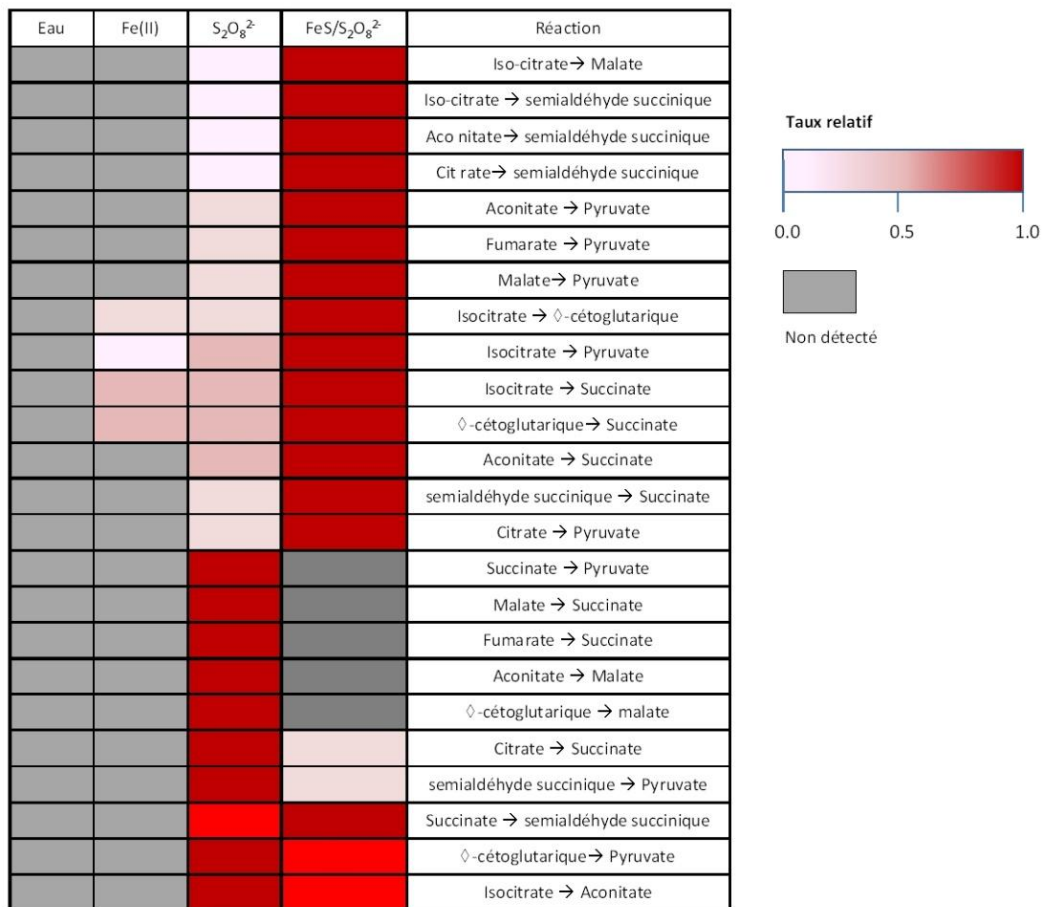 Eau Fe(II) S₂O₈²⁻ FeS/S₂O₈²⁻ Réaction
Iso-citrate→ Malate
Iso-citrate → semialdéhyde succinique
Aco nitate→ semialdéhyde succinique
Cit rate→ semialdéhyde succinique
Aconitate → Pyruvate
Fumarate → Pyruvate
Malate→ Pyruvate
Isocitrate → ◊-cétoglutarique
Isocitrate → Pyruvate
Isocitrate → Succinate
◊-cétoglutarique→ Succinate
Aconitate → Succinate
semialdéhyde succinique → Succinate
Citrate → Pyruvate
Succinate → Pyruvate
Malate → Succinate
Fumarate → Succinate
Aconitate → Malate
◊-cétoglutarique → malate
Citrate → Succinate
semialdéhyde succinique → Pyruvate
Succinate → semialdéhyde succinique
◊-cétoglutarique→ Pyruvate
Isocitrate → Aconitate
Taux relatif
0.0 0.5 1.0
Non détecté